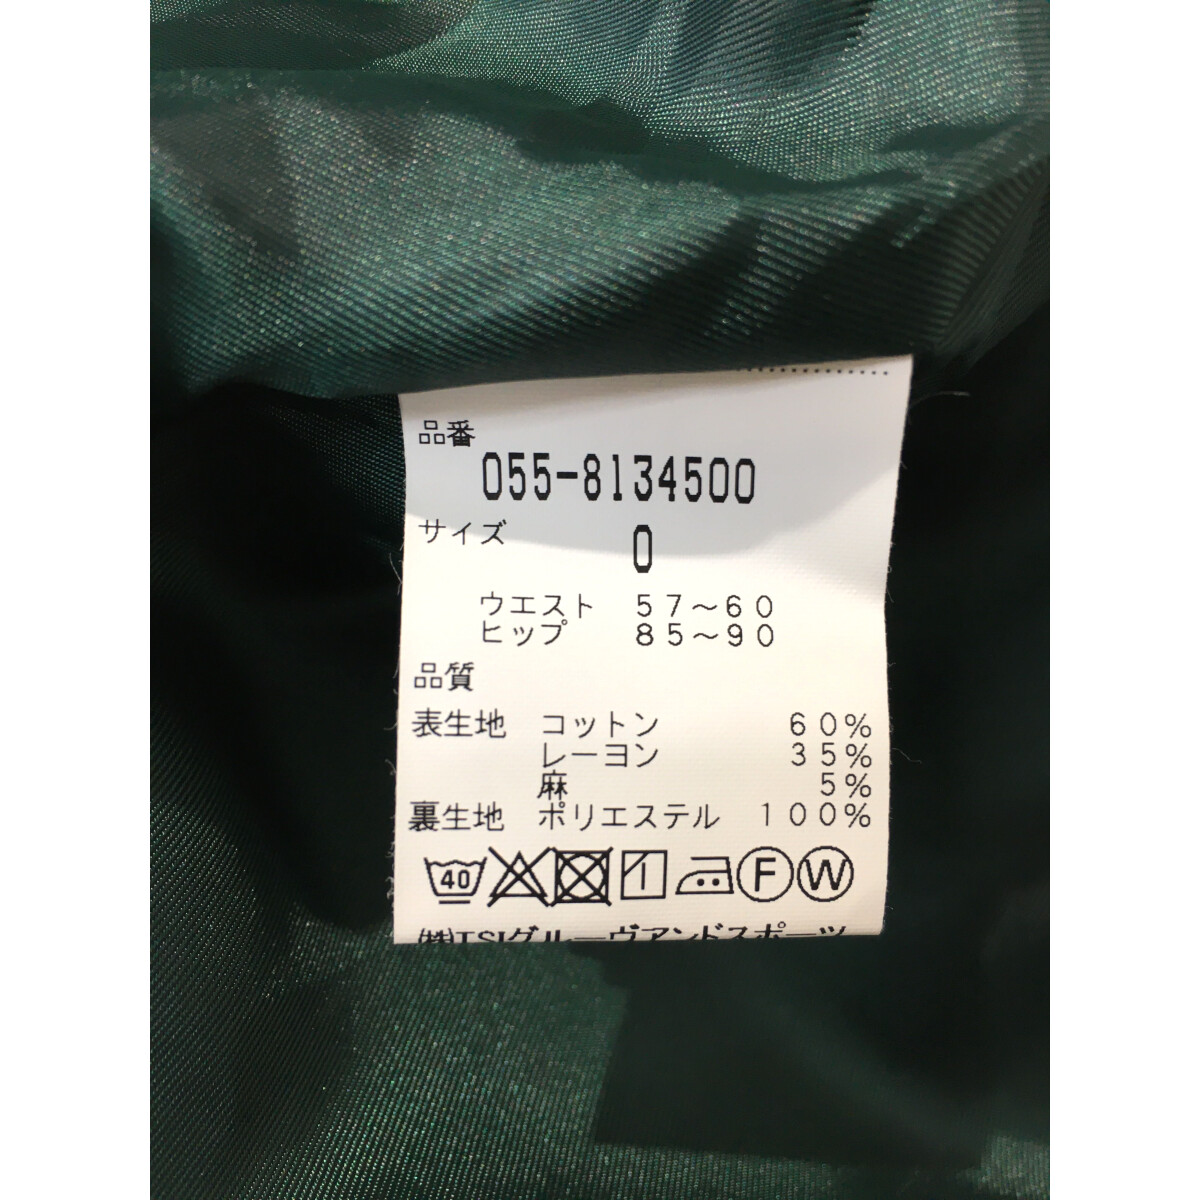 品番
055-8134500
サイズ 0
ウエスト 57～60
ヒップ 85～90
品質
表生地 コットン 60%
レーヨン 35%
麻 5%
裏生地 ポリエステル 100%
40 F W
㈱TSIグルーヴアンドスポーツ